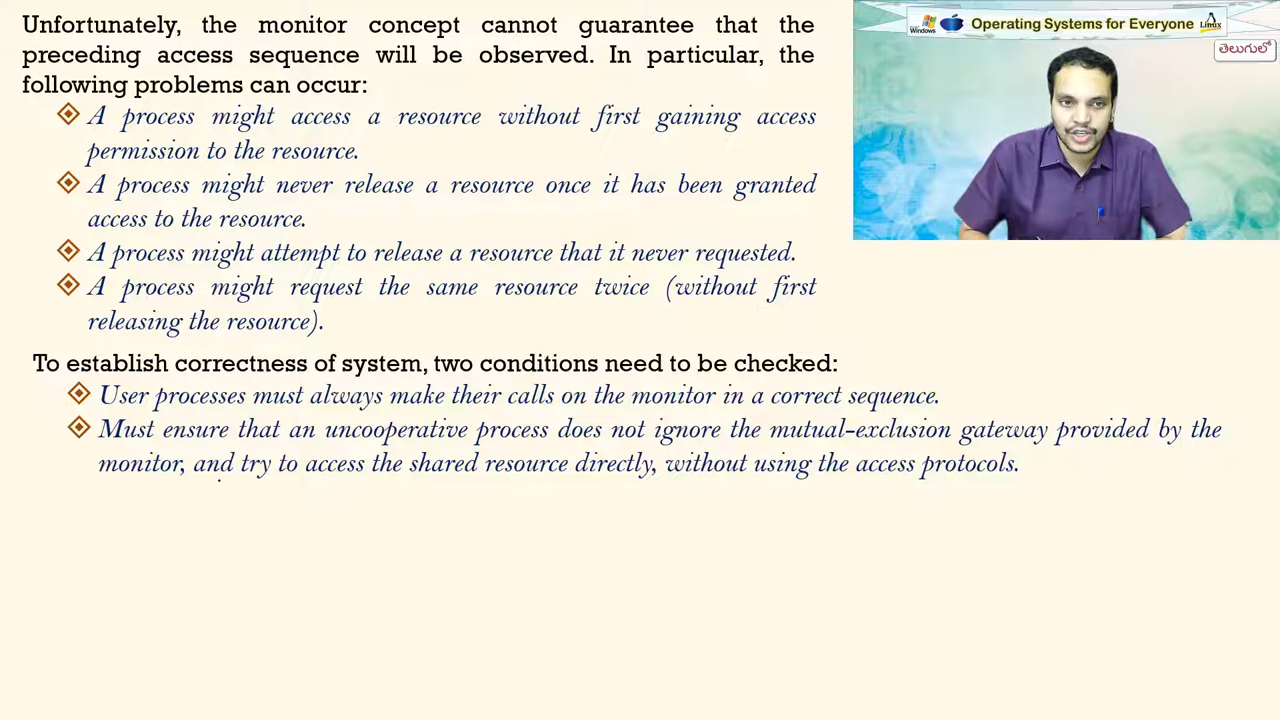 Unfortunately, the monitor concept cannot guarantee that the
preceding access sequence will be observed. In particular, the
following problems can occur:
A process might access a resource without first gaining access
permission to the resource.
A process might never release a resource once it has been granted
access to the resource.
A process might attempt to release a resource that it never requested.
A process might request the same resource twice (without first
releasing the resource).
To establish correctness of system, two conditions need to be checked:
User processes must always make their calls on the monitor in a correct sequence.
Must ensure that an uncooperative process does not ignore the mutual-exclusion gateway provided by the
monitor, and try to access the shared resource directly, without using the access protocols.
Operating Systems for Everyone
Windows
Linux
తెలుగులో